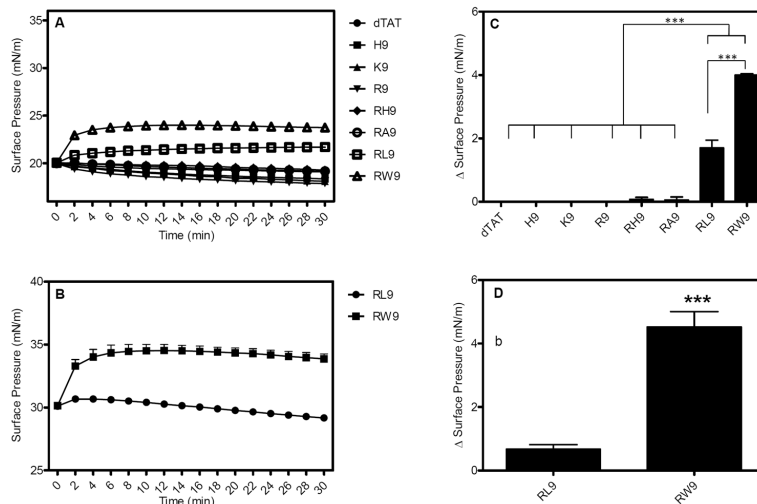 A
Surface Pressure (mN/m)
35
30
25
20
0 2 4 6 8 10 12 14 16 18 20 22 24 26 28 30
Time (min)
dTAT
H9
K9
R9
RH9
RA9
RL9
RW9
C
Δ Surface Pressure (mN/m)
6
4
2
0
***
***
dTAT H9 K9 R9 RH9 RA9 RL9 RW9
B
Surface Pressure (mN/m)
40
35
30
25
0 2 4 6 8 10 12 14 16 18 20 22 24 26 28 30
Time (min)
RL9
RW9
D
b
Δ Surface Pressure (mN/m)
6
4
2
0
***
RL9 RW9